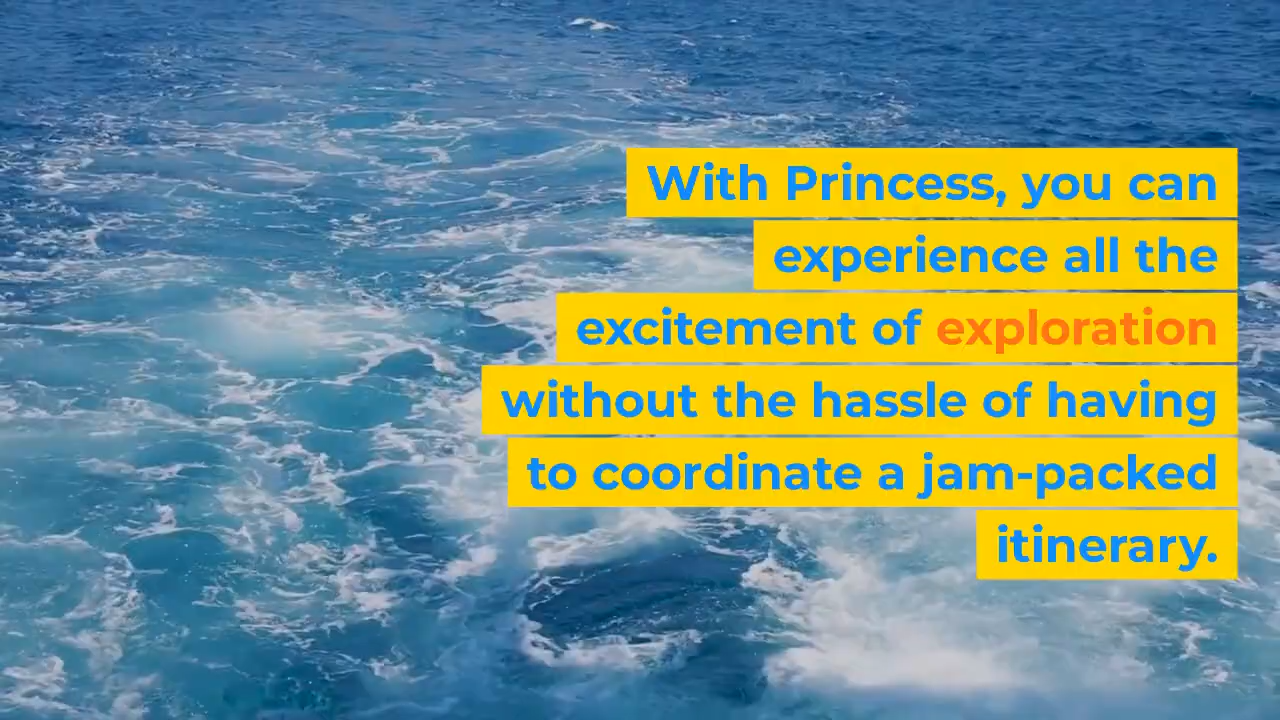 With Princess, you can
experience all the
excitement of exploration
without the hassle of having
to coordinate a jam-packed
itinerary.